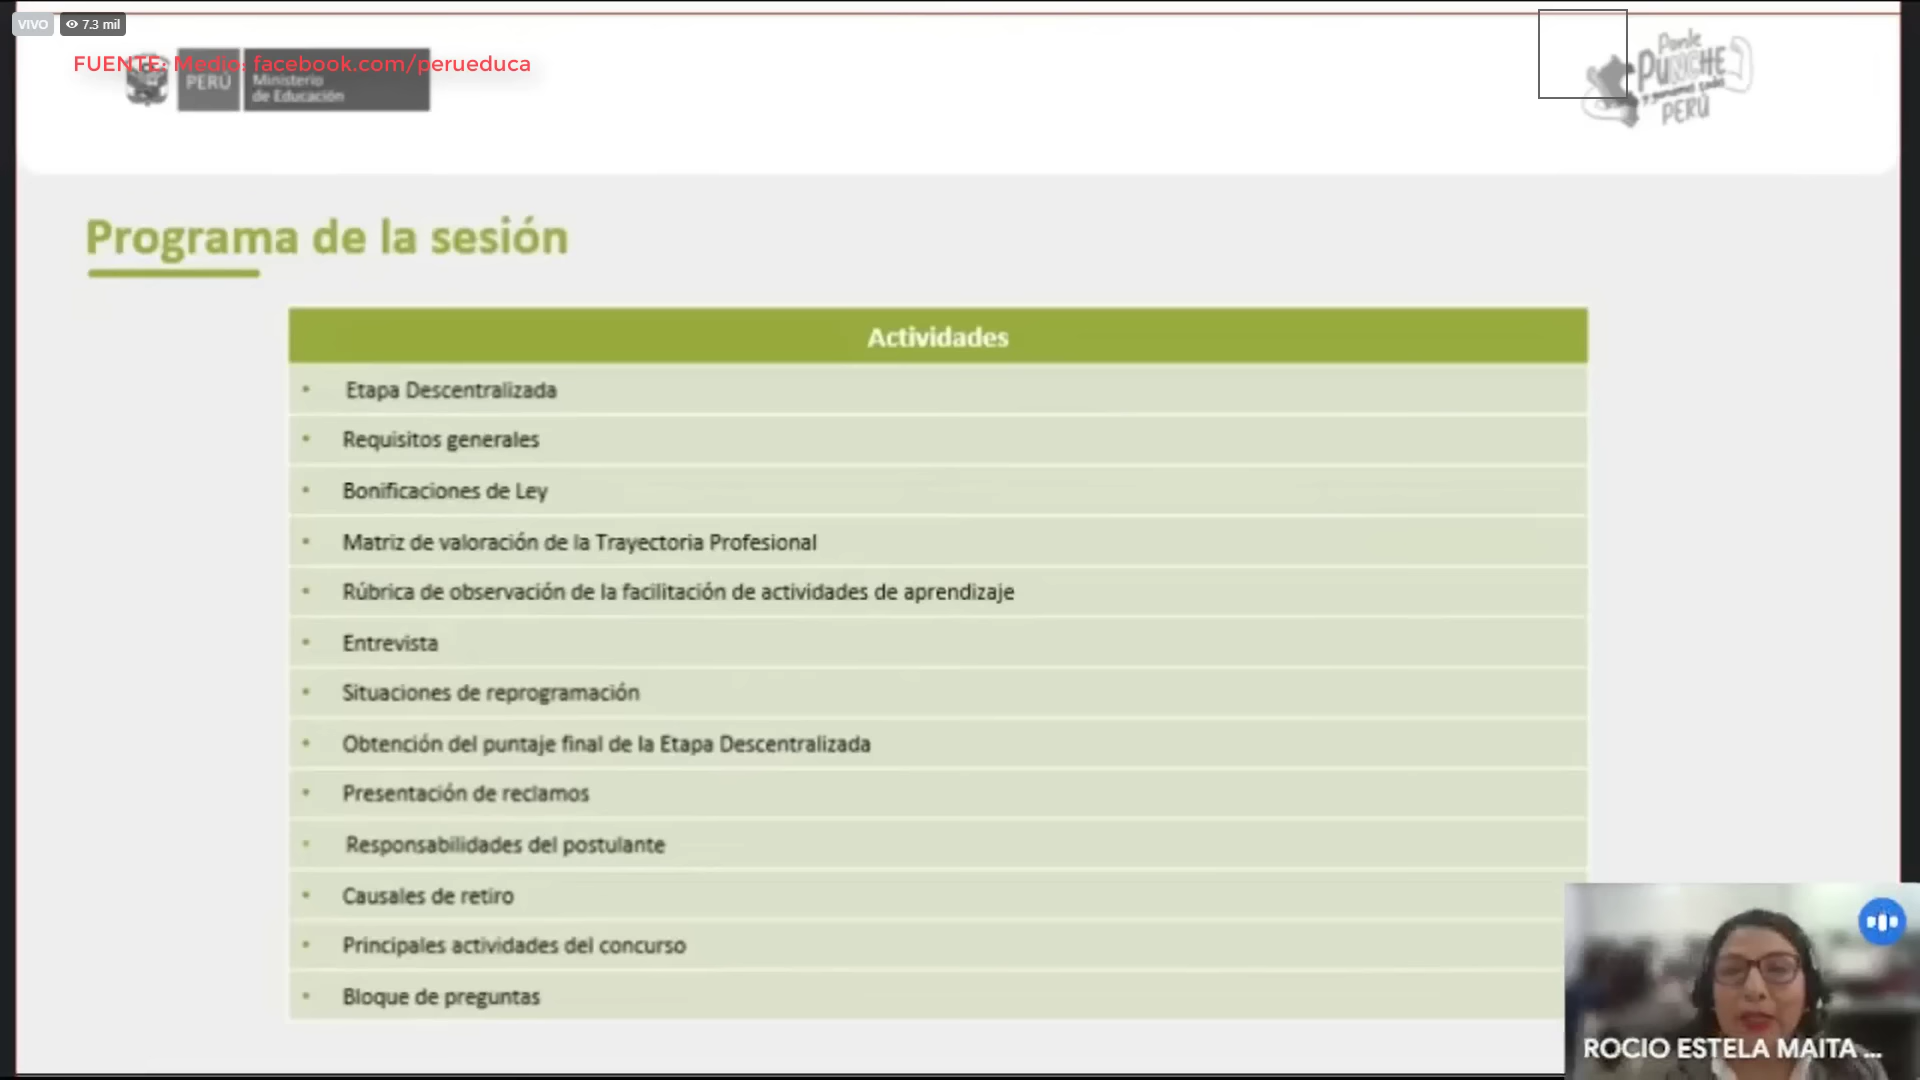 VIVO 7.3 mil
FUENTE: Medio: facebook.com/perueduca
PERÚ
Ministerio
de Educación
Ponle
PUNCHE
PERÚ
Programa de la sesión
Actividades
• Etapa Descentralizada
• Requisitos generales
• Bonificaciones de Ley
• Matriz de valoración de la Trayectoria Profesional
• Rúbrica de observación de la facilitación de actividades de aprendizaje
• Entrevista
• Situaciones de reprogramación
• Obtención del puntaje final de la Etapa Descentralizada
• Presentación de reclamos
• Responsabilidades del postulante
• Causales de retiro
• Principales actividades del concurso
• Bloque de preguntas
ROCIO ESTELA MAITA ...